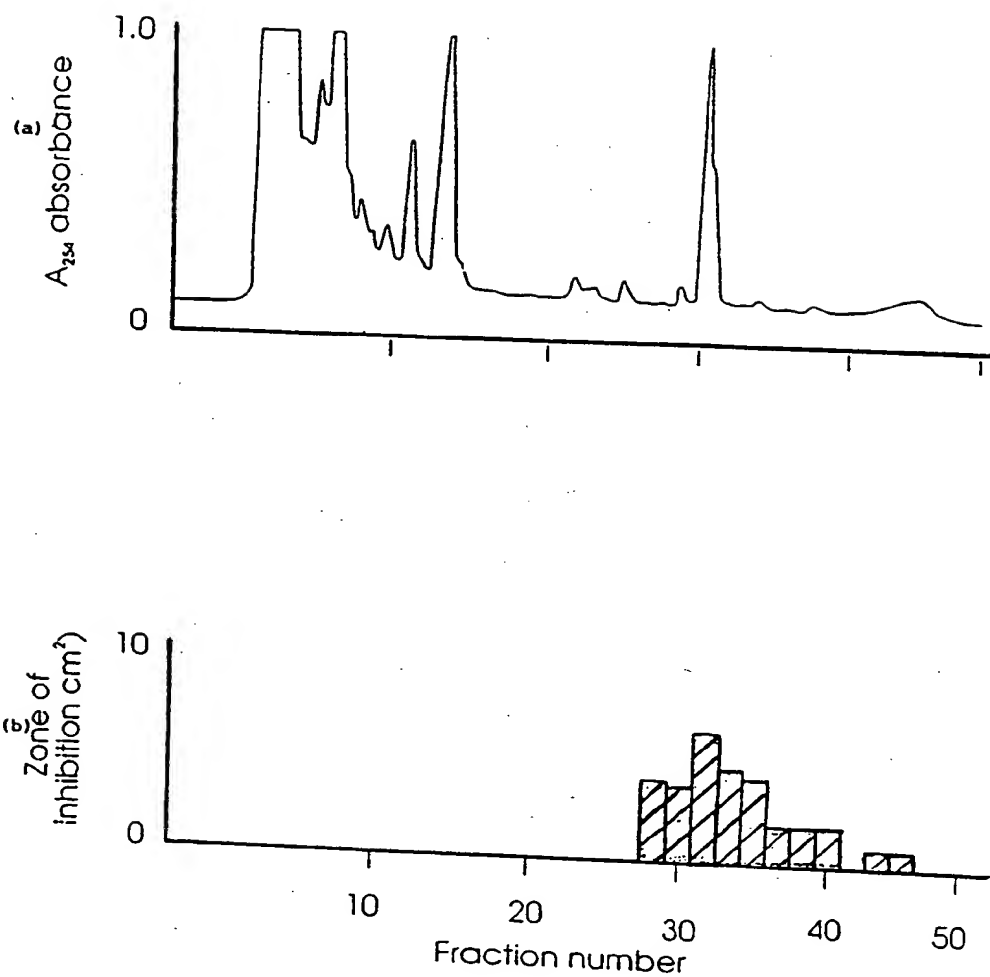 1.0
(a)
A₂₅₄ absorbance
0
10
(b)
Zone of
inhibition cm²)
0
10 20 30 40 50
Fraction number